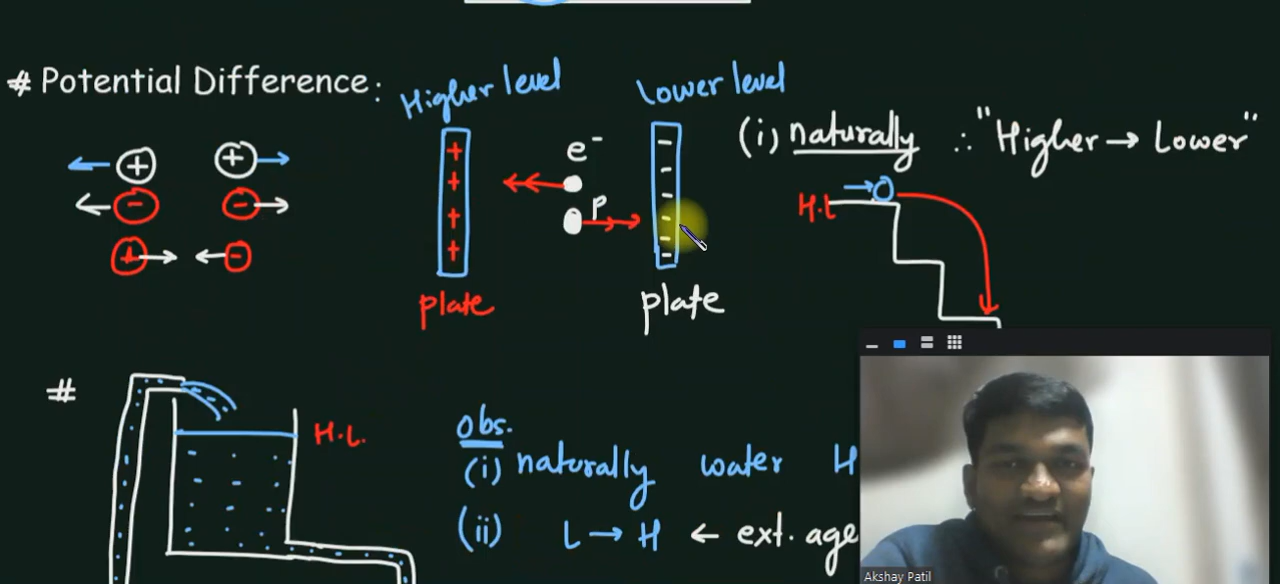 # Potential Difference:
Higher level
Lower level
(i) naturally ∴ "Higher → Lower"
+ +
- -
+ -
+
+
+
+
e⁻
P
-
-
-
-
-
-
H.L
plate
plate
#
H.L.
Obs.
(i) naturally water H
(ii) L → H ← ext. age
Akshay Patil